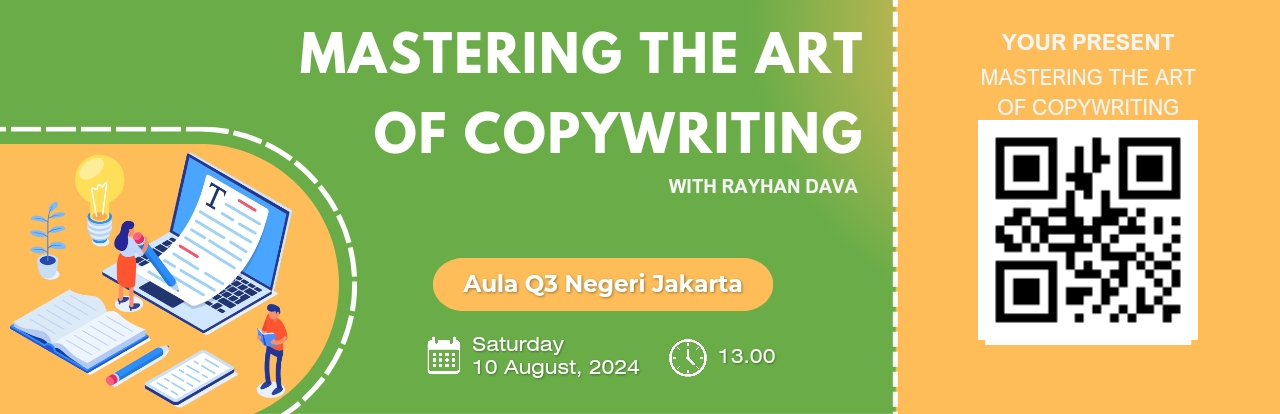 MASTERING THE ART
OF COPYWRITING
WITH RAYHAN DAVA
Aula Q3 Negeri Jakarta
Saturday
10 August, 2024
13.00
T
YOUR PRESENT
MASTERING THE ART
OF COPYWRITING